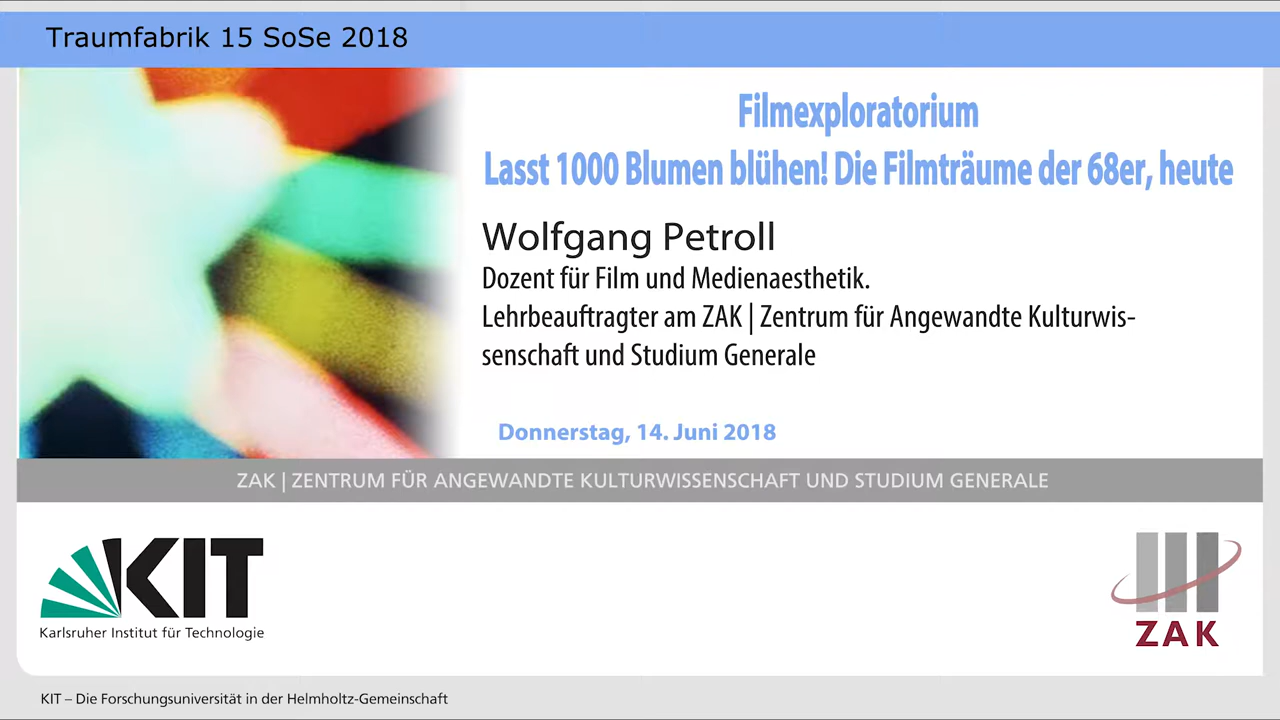 Traumfabrik 15 SoSe 2018
Filmexploratorium
Lasst 1000 Blumen blühen! Die Filmträume der 68er, heute
Wolfgang Petroll
Dozent für Film und Medienaesthetik.
Lehrbeauftragter am ZAK | Zentrum für Angewandte Kulturwis-
senschaft und Studium Generale
Donnerstag, 14. Juni 2018
ZAK | ZENTRUM FÜR ANGEWANDTE KULTURWISSENSCHAFT UND STUDIUM GENERALE
KIT
Karlsruher Institut für Technologie
ZAK
KIT – Die Forschungsuniversität in der Helmholtz-Gemeinschaft